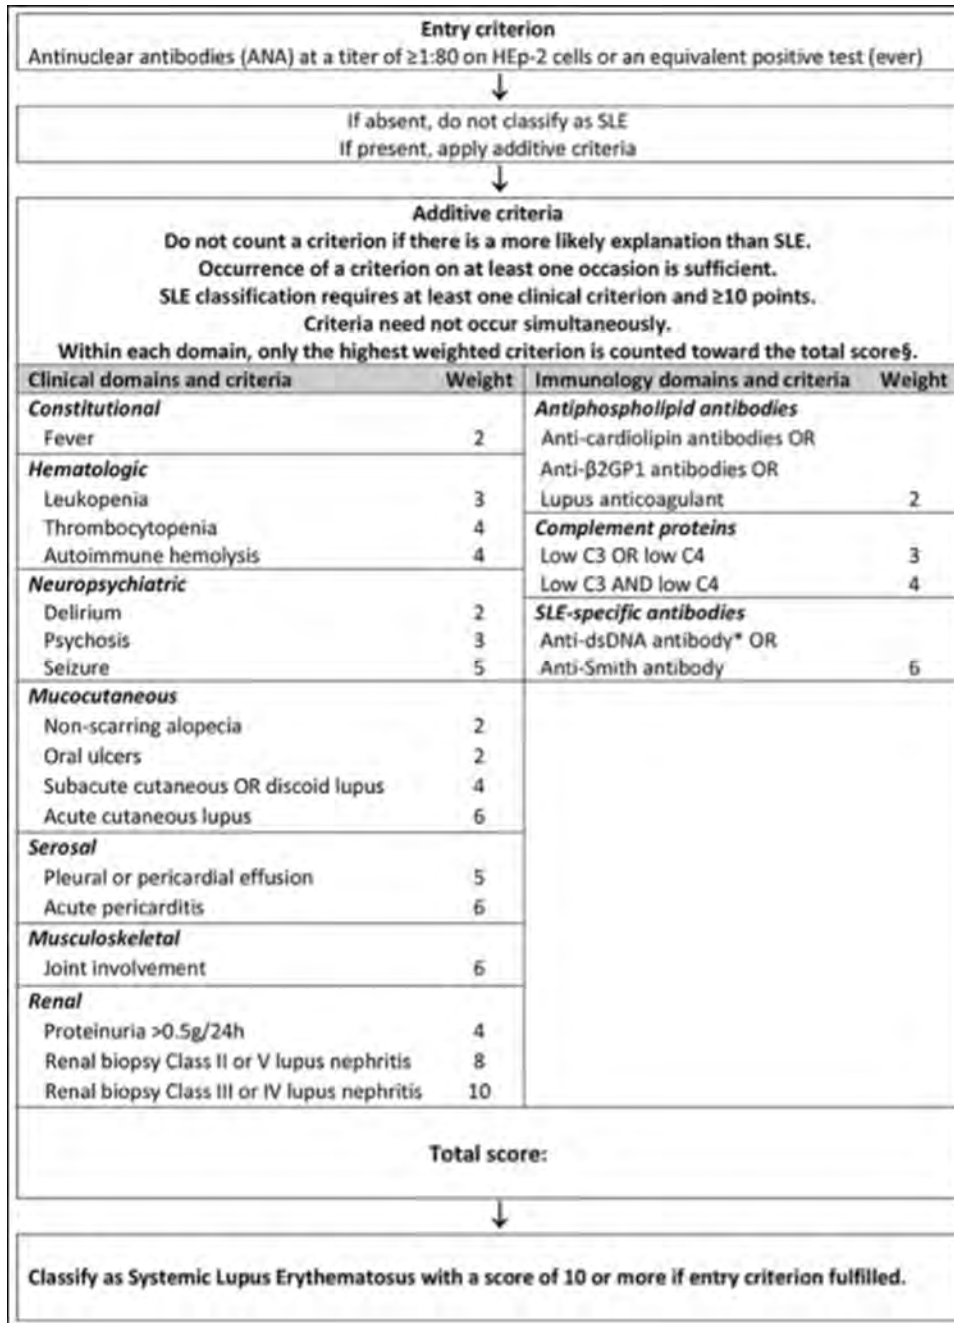 Entry criterion
Antinuclear antibodies (ANA) at a titer of ≥1:80 on HEp-2 cells or an equivalent positive test (ever)
↓
If absent, do not classify as SLE
If present, apply additive criteria
↓
Additive criteria
Do not count a criterion if there is a more likely explanation than SLE.
Occurrence of a criterion on at least one occasion is sufficient.
SLE classification requires at least one clinical criterion and ≥10 points.
Criteria need not occur simultaneously.
Within each domain, only the highest weighted criterion is counted toward the total score§.
Clinical domains and criteria Weight
Constitutional
Fever 2
Hematologic
Leukopenia 3
Thrombocytopenia 4
Autoimmune hemolysis 4
Neuropsychiatric
Delirium 2
Psychosis 3
Seizure 5
Mucocutaneous
Non-scarring alopecia 2
Oral ulcers 2
Subacute cutaneous OR discoid lupus 4
Acute cutaneous lupus 6
Serosal
Pleural or pericardial effusion 5
Acute pericarditis 6
Musculoskeletal
Joint involvement 6
Renal
Proteinuria >0.5g/24h 4
Renal biopsy Class II or V lupus nephritis 8
Renal biopsy Class III or IV lupus nephritis 10
Immunology domains and criteria Weight
Antiphospholipid antibodies
Anti-cardiolipin antibodies OR
Anti-β2GP1 antibodies OR
Lupus anticoagulant 2
Complement proteins
Low C3 OR low C4 3
Low C3 AND low C4 4
SLE-specific antibodies
Anti-dsDNA antibody* OR
Anti-Smith antibody 6
Total score:
↓
Classify as Systemic Lupus Erythematosus with a score of 10 or more if entry criterion fulfilled.